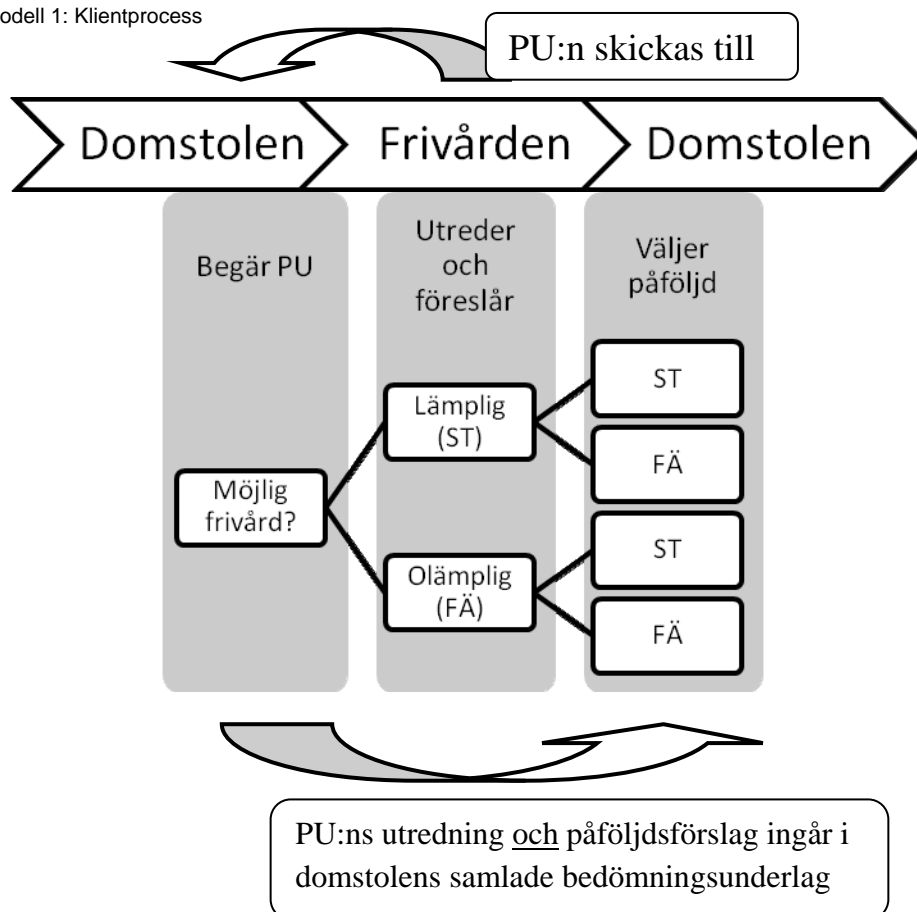 odell 1: Klientprocess
PU:n skickas till
Domstolen
Frivården
Domstolen
Begär PU
Utreder
och
föreslår
Väljer
påföljd
Möjlig
frivård?
Lämplig
(ST)
Olämplig
(FÄ)
ST
FÄ
ST
FÄ
PU:ns utredning och påföljdsförslag ingår i
domstolens samlade bedömningsunderlag